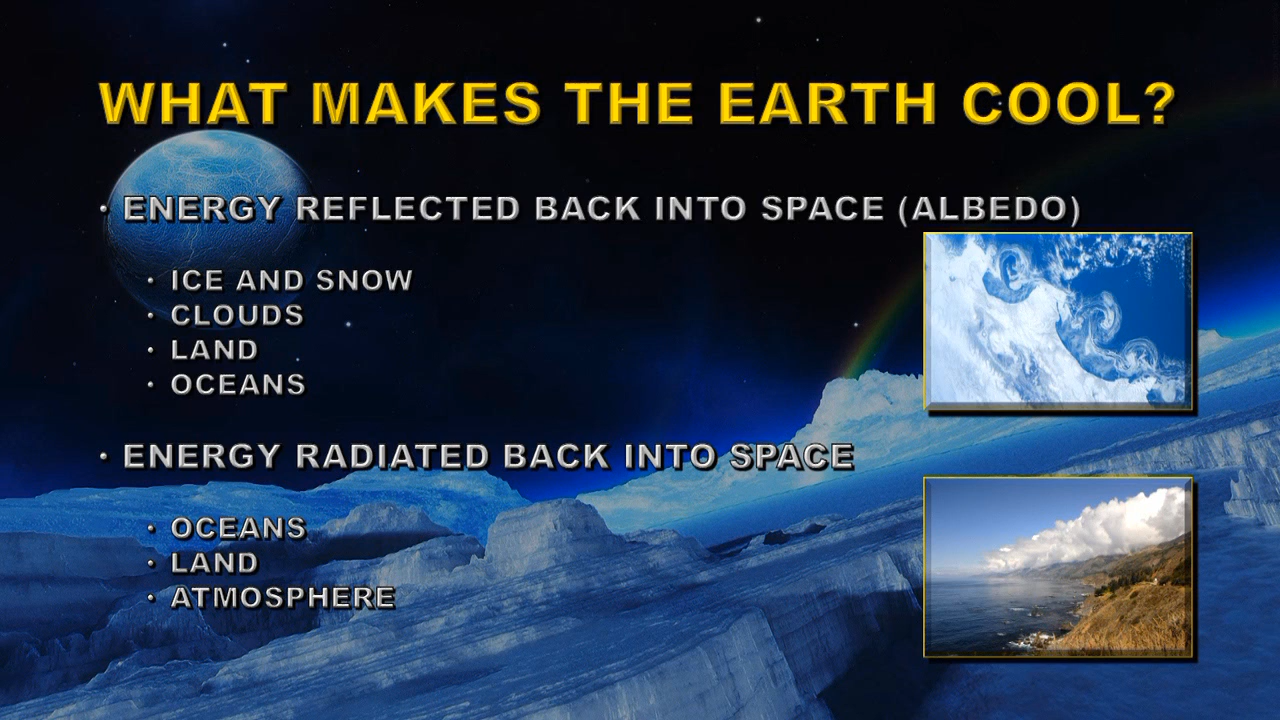 WHAT MAKES THE EARTH COOL?
• ENERGY REFLECTED BACK INTO SPACE (ALBEDO)
• ICE AND SNOW
• CLOUDS
• LAND
• OCEANS
• ENERGY RADIATED BACK INTO SPACE
• OCEANS
• LAND
• ATMOSPHERE